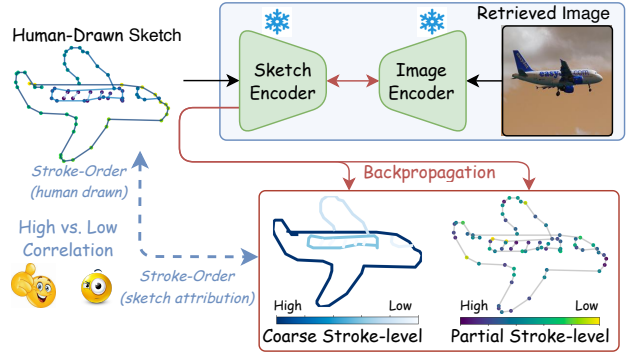 Human-Drawn Sketch
Retrieved Image
Sketch
Encoder
Image
Encoder
easy
.com
Stroke-Order
(human drawn)
Backpropagation
High vs. Low
Correlation
Stroke-Order
(sketch attribution)
High
Low
Coarse Stroke-level
High
Low
Partial Stroke-level